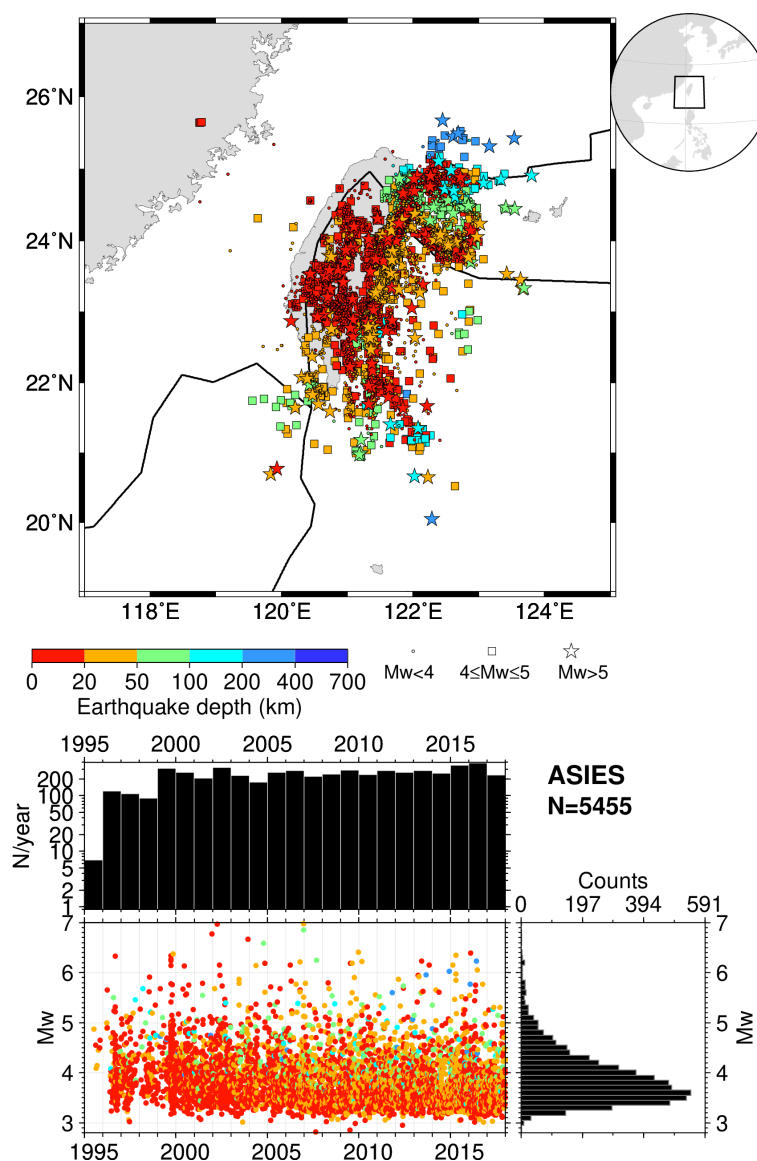 26˚N
24˚N
22˚N
20˚N
118˚E 120˚E 122˚E 124˚E
0 20 50 100 200 400 700
Earthquake depth (km)
Mw<4 4≤Mw≤5 Mw>5
1995 2000 2005 2010 2015
ASIES
N=5455
N/year
200
100
50
20
10
5
2
1
Counts
0 197 394 591
Mw
7
6
5
4
3
1995 2000 2005 2010 2015
7
6
5
4
3
Mw